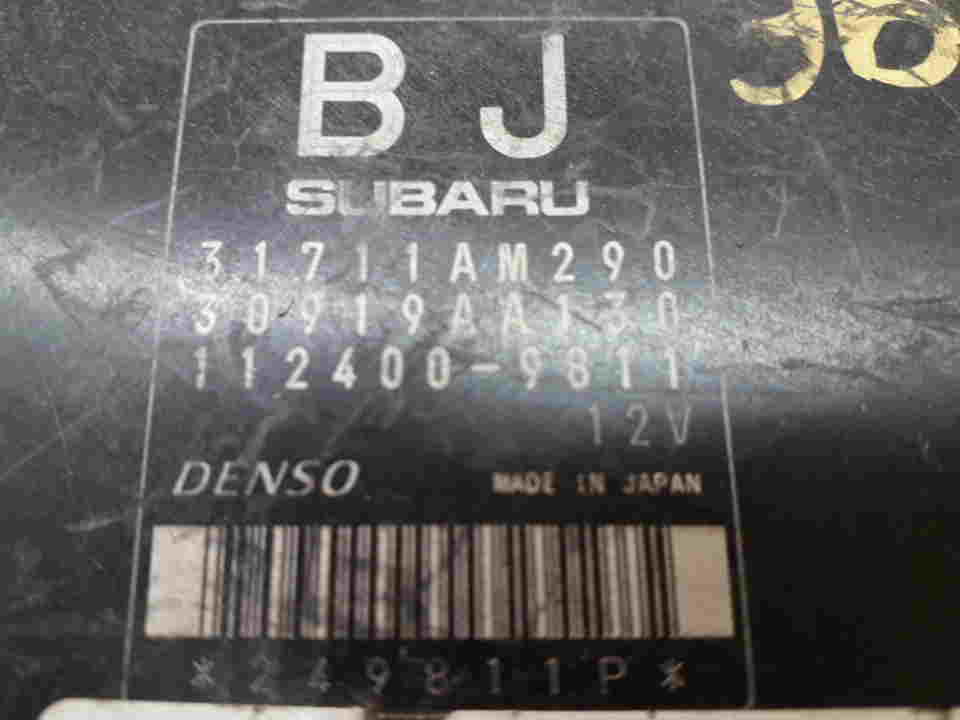 BJ
SUBARU
31711AM290
30919AA130
112400-9811
12V
DENSO MADE IN JAPAN
*249811P*